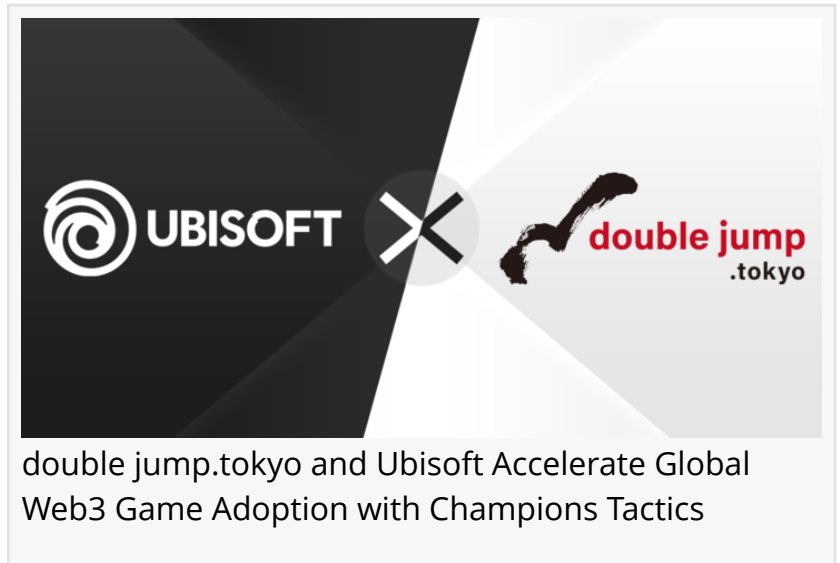 UBISOFT
double jump
.tokyo
double jump.tokyo and Ubisoft Accelerate Global
Web3 Game Adoption with Champions Tactics